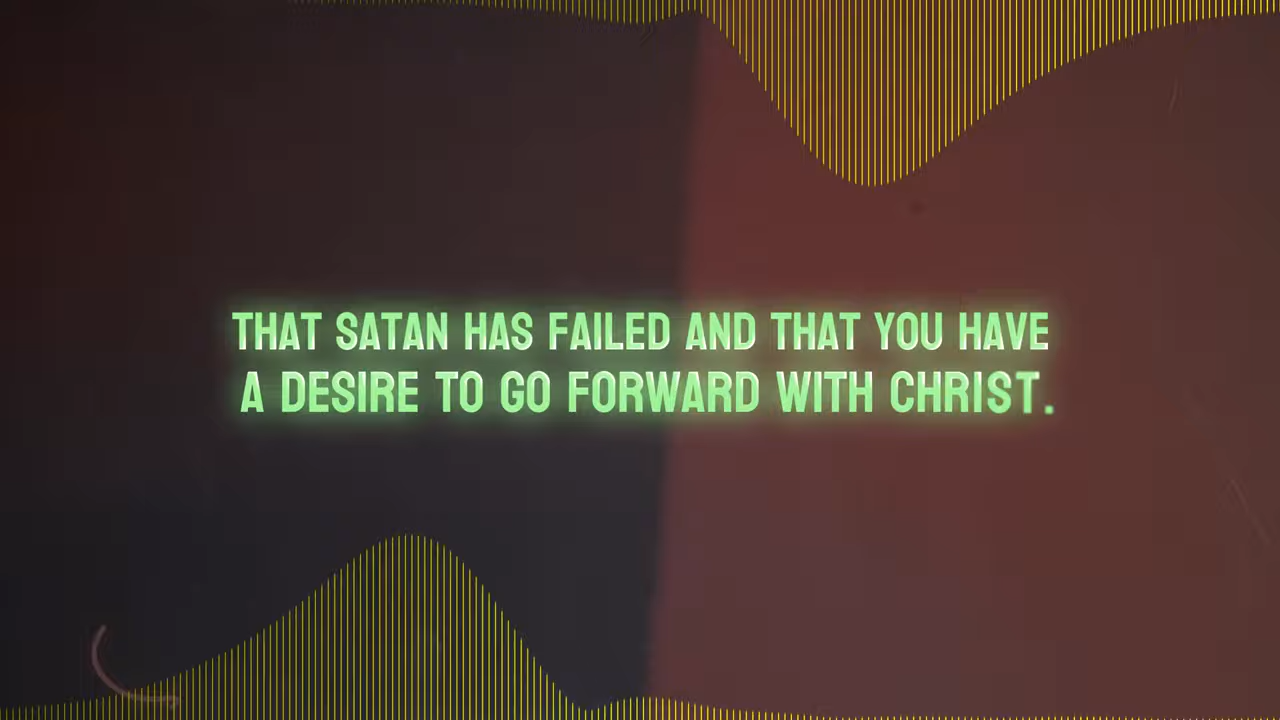 THAT SATAN HAS FAILED AND THAT YOU HAVE
A DESIRE TO GO FORWARD WITH CHRIST.